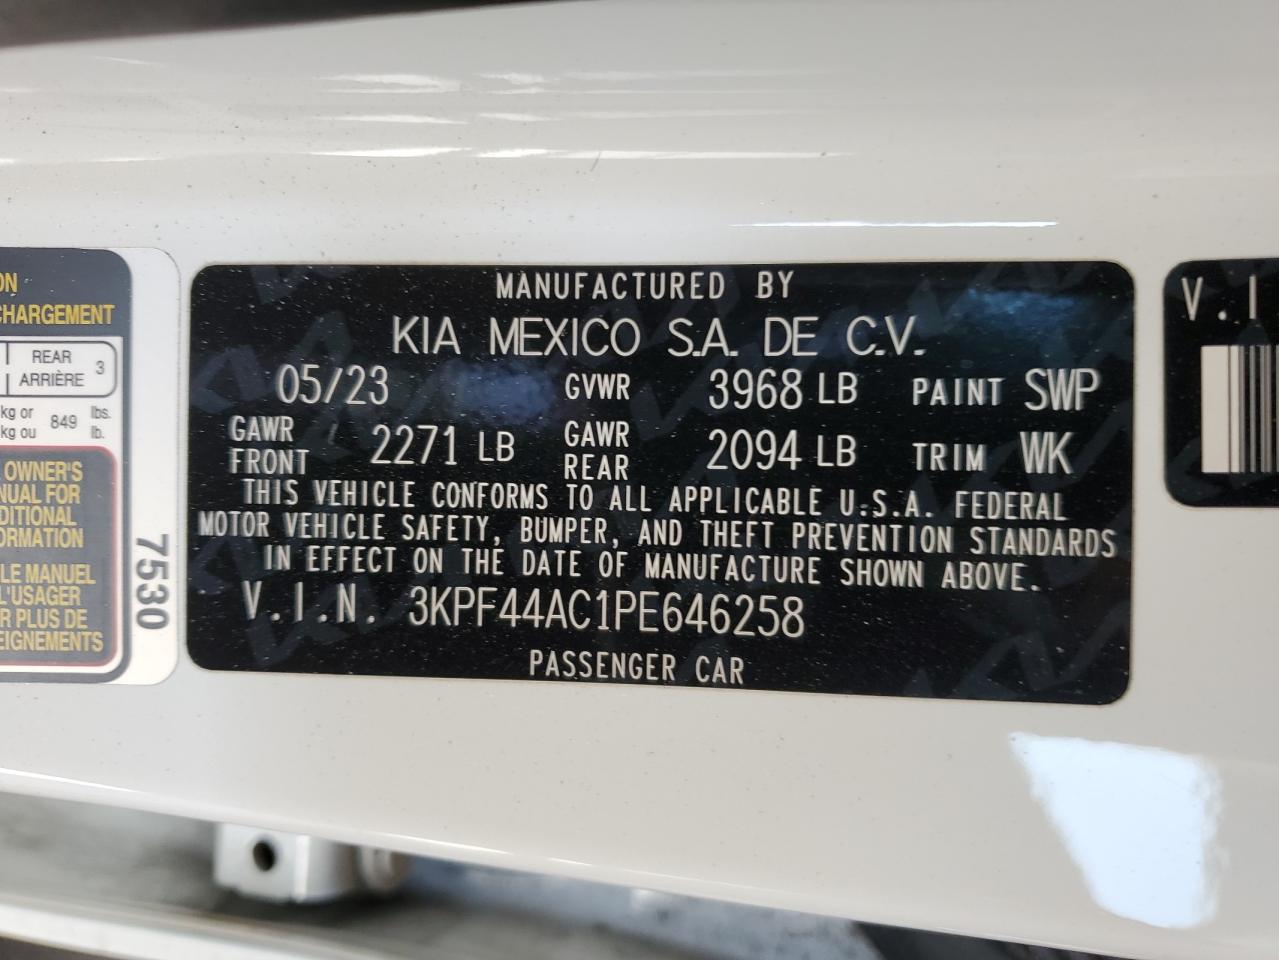 ON
CHARGEMENT
REAR
ARRIÈRE 3
kg or 849 lbs.
kg ou lb.
OWNER'S
NUAL FOR
DITIONAL
ORMATION
LE MANUEL
L'USAGER
R PLUS DE
EIGNEMENTS
7530
MANUFACTURED BY
KIA MEXICO S.A. DE C.V.
05/23 GVWR 3968 LB PAINT SWP
GAWR FRONT 2271 LB GAWR REAR 2094 LB TRIM WK
THIS VEHICLE CONFORMS TO ALL APPLICABLE U.S.A. FEDERAL
MOTOR VEHICLE SAFETY, BUMPER, AND THEFT PREVENTION STANDARDS
IN EFFECT ON THE DATE OF MANUFACTURE SHOWN ABOVE.
V.I.N. 3KPF44AC1PE646258
PASSENGER CAR
V.I